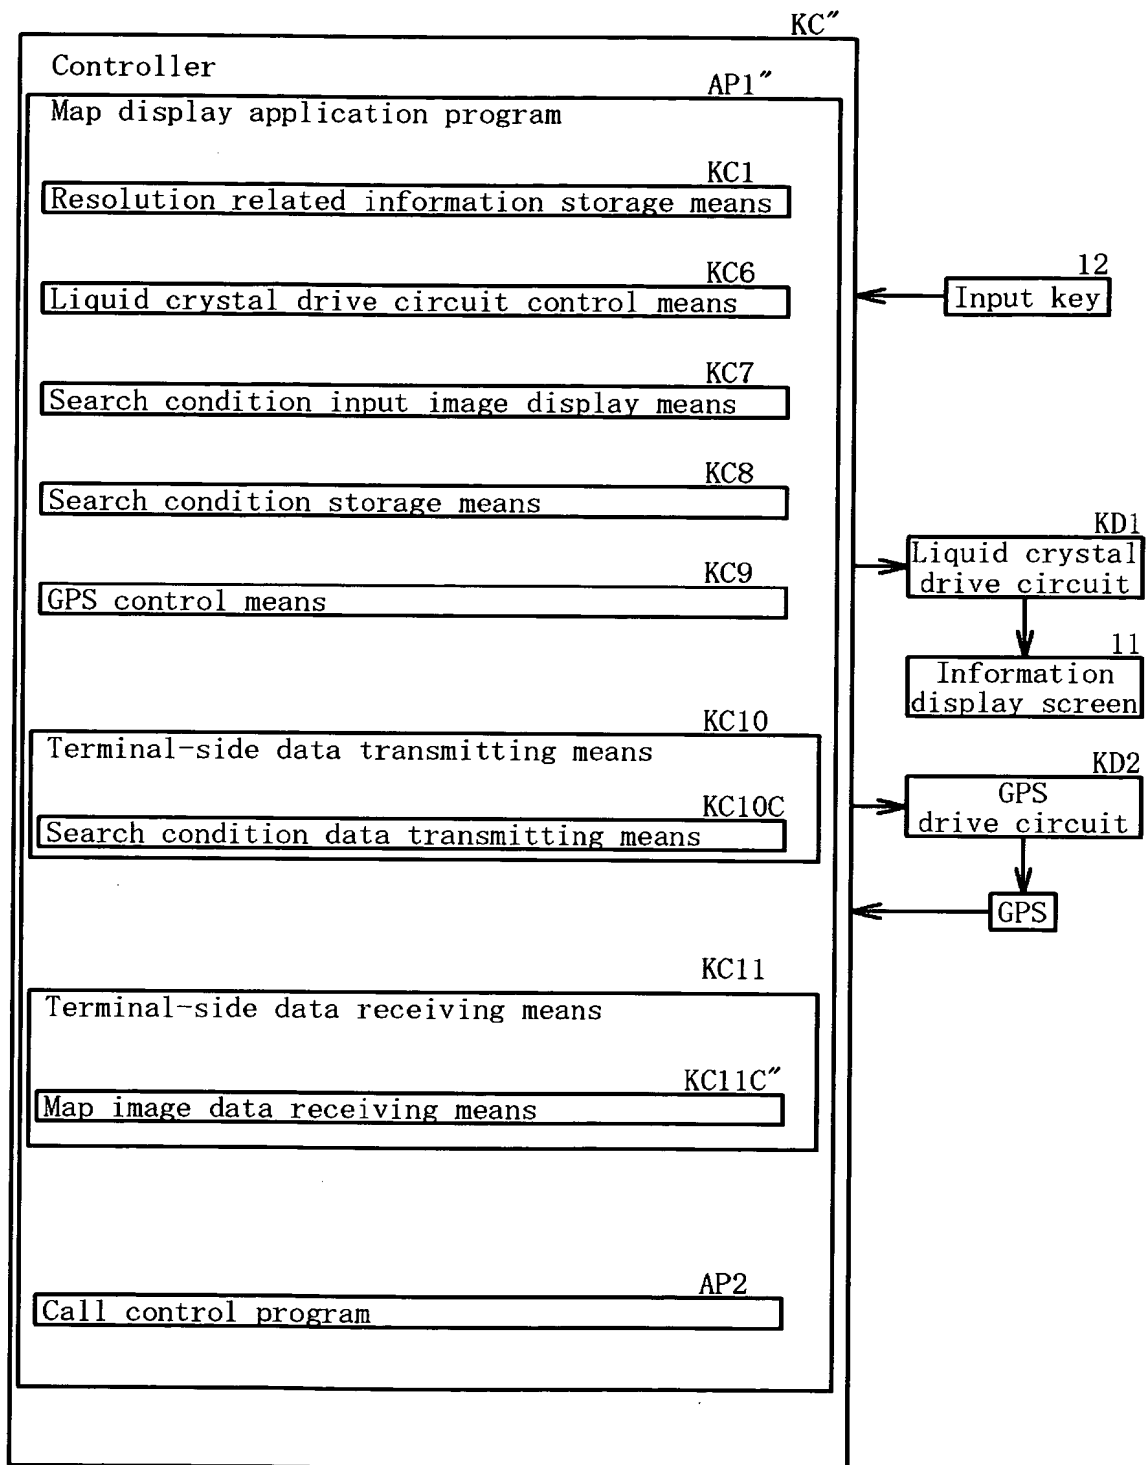 KC″
Controller
AP1″
Map display application program
KC1
Resolution related information storage means
KC6
Liquid crystal drive circuit control means
KC7
Search condition input image display means
KC8
Search condition storage means
KC9
GPS control means
KC10
Terminal-side data transmitting means
KC10C
Search condition data transmitting means
KC11
Terminal-side data receiving means
KC11C″
Map image data receiving means
AP2
Call control program
12
Input key
KD1
Liquid crystal
drive circuit
11
Information
display screen
KD2
GPS
drive circuit
GPS